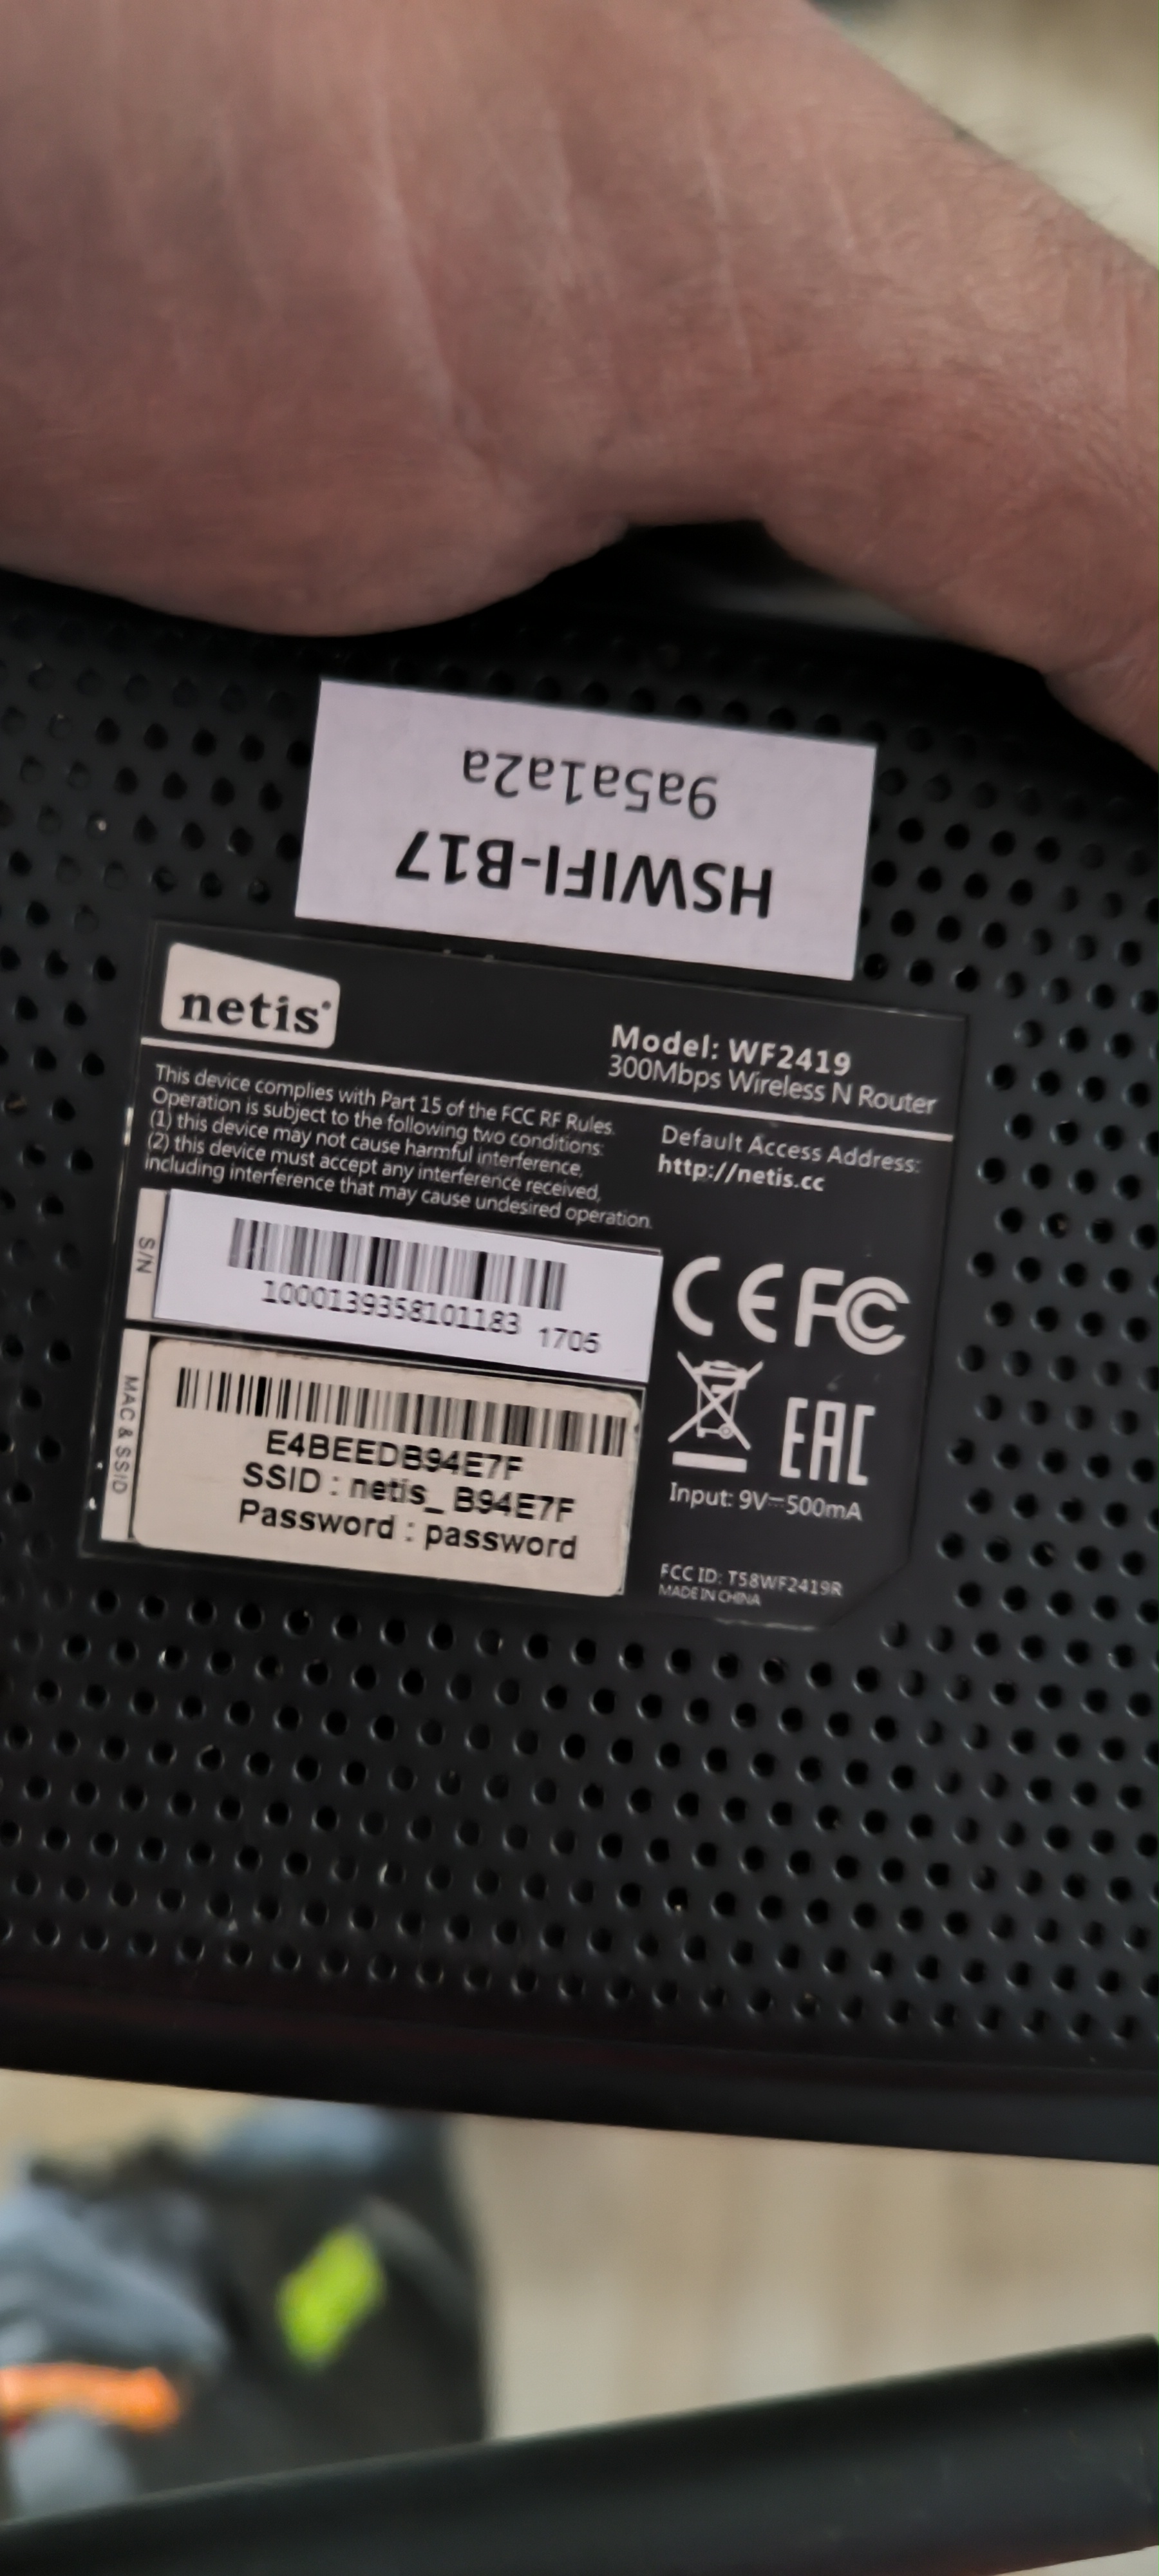 HSWIFI-B17
9a5a1a2a
netis
Model: WF2419
300Mbps Wireless N Router
This device complies with Part 15 of the FCC RF Rules.
Operation is subject to the following two conditions:
(1) this device may not cause harmful interference,
(2) this device must accept any interference received,
including interference that may cause undesired operation.
Default Access Address:
http://netis.cc
S/N
1000139358101183 1705
CE FC
EAC
MAC & SSID
E4BEEDB94E7F
SSID : netis_ B94E7F
Password : password
Input: 9V⎓500mA
FCC ID: T58WF2419R
MADE IN CHINA